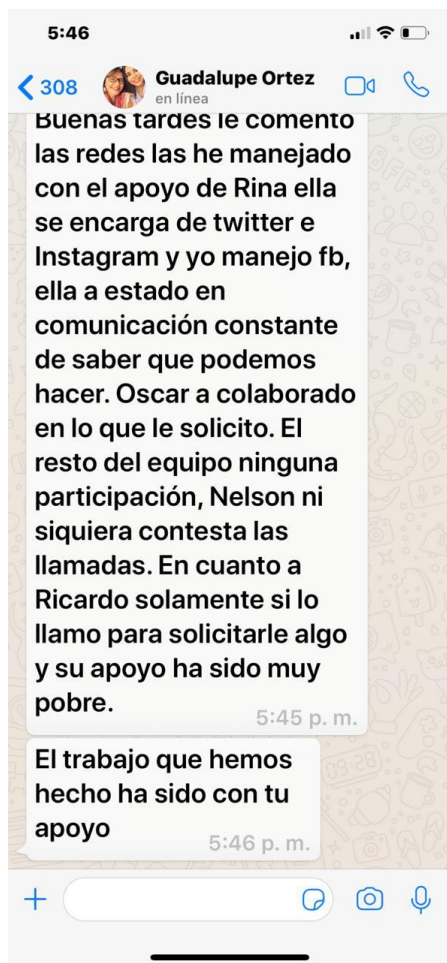 5:46
308
Guadalupe Ortez
en línea
Buenas tardes le comento
las redes las he manejado
con el apoyo de Rina ella
se encarga de twitter e
Instagram y yo manejo fb,
ella a estado en
comunicación constante
de saber que podemos
hacer. Oscar a colaborado
en lo que le solicito. El
resto del equipo ninguna
participación, Nelson ni
siquiera contesta las
llamadas. En cuanto a
Ricardo solamente si lo
llamo para solicitarle algo
y su apoyo ha sido muy
pobre.
5:45 p. m.
El trabajo que hemos
hecho ha sido con tu
apoyo
5:46 p. m.